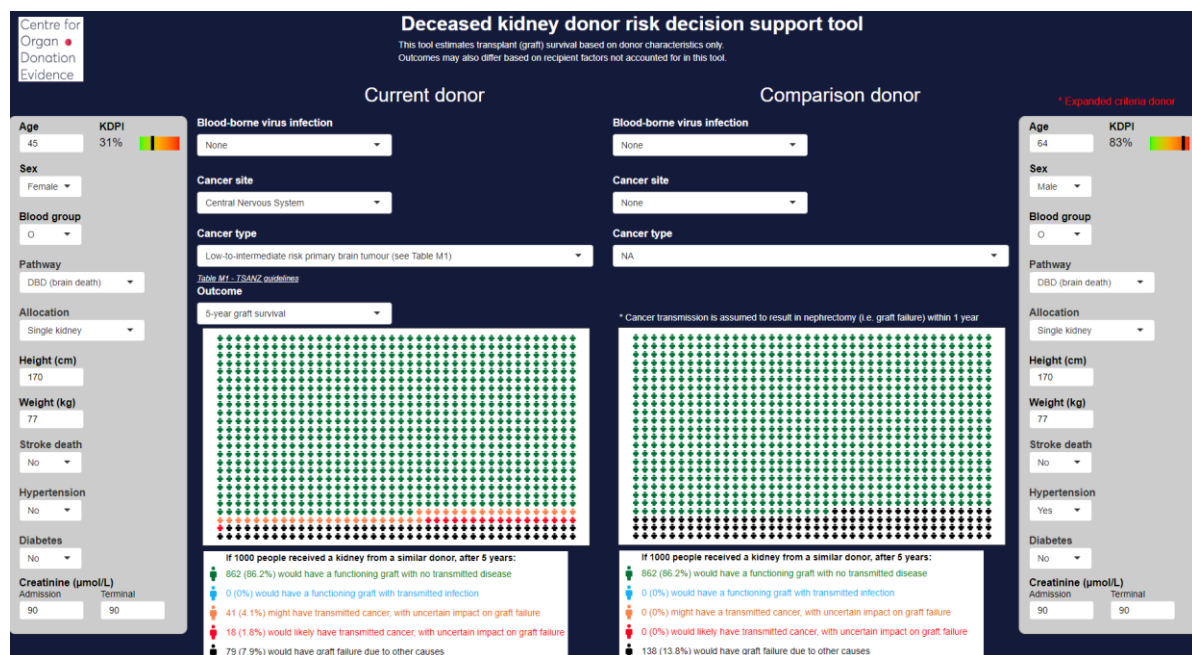 Centre for
Organ
Donation
Evidence
Deceased kidney donor risk decision support tool
This tool estimates transplant (graft) survival based on donor characteristics only.
Outcomes may also differ based on recipient factors not accounted for in this tool.
Current donor
Comparison donor
* Expanded criteria donor
Age KDPI
45 31%
Sex
Female
Blood group
O
Pathway
DBD (brain death)
Allocation
Single kidney
Height (cm)
170
Weight (kg)
77
Stroke death
No
Hypertension
No
Diabetes
No
Creatinine (µmol/L)
Admission Terminal
90 90
Blood-borne virus infection
None
Cancer site
Central Nervous System
Cancer type
Low-to-intermediate risk primary brain tumour (see Table M1)
Table M1 - TSANZ guidelines
Outcome
5-year graft survival
If 1000 people received a kidney from a similar donor, after 5 years:
862 (86.2%) would have a functioning graft with no transmitted disease
0 (0%) would have a functioning graft with transmitted infection
41 (4.1%) might have transmitted cancer, with uncertain impact on graft failure
18 (1.8%) would likely have transmitted cancer, with uncertain impact on graft failure
79 (7.9%) would have graft failure due to other causes
Blood-borne virus infection
None
Cancer site
None
Cancer type
NA
* Cancer transmission is assumed to result in nephrectomy (i.e. graft failure) within 1 year
If 1000 people received a kidney from a similar donor, after 5 years:
862 (86.2%) would have a functioning graft with no transmitted disease
0 (0%) would have a functioning graft with transmitted infection
0 (0%) might have transmitted a cancer, with uncertain impact on graft failure
0 (0%) would likely have transmitted cancer, with uncertain impact on graft failure
138 (13.8%) would have graft failure due to other causes
Age KDPI
64 83%
Sex
Male
Blood group
O
Pathway
DBD (brain death)
Allocation
Single kidney
Height (cm)
170
Weight (kg)
77
Stroke death
No
Hypertension
Yes
Diabetes
No
Creatinine (µmol/L)
Admission Terminal
90 90